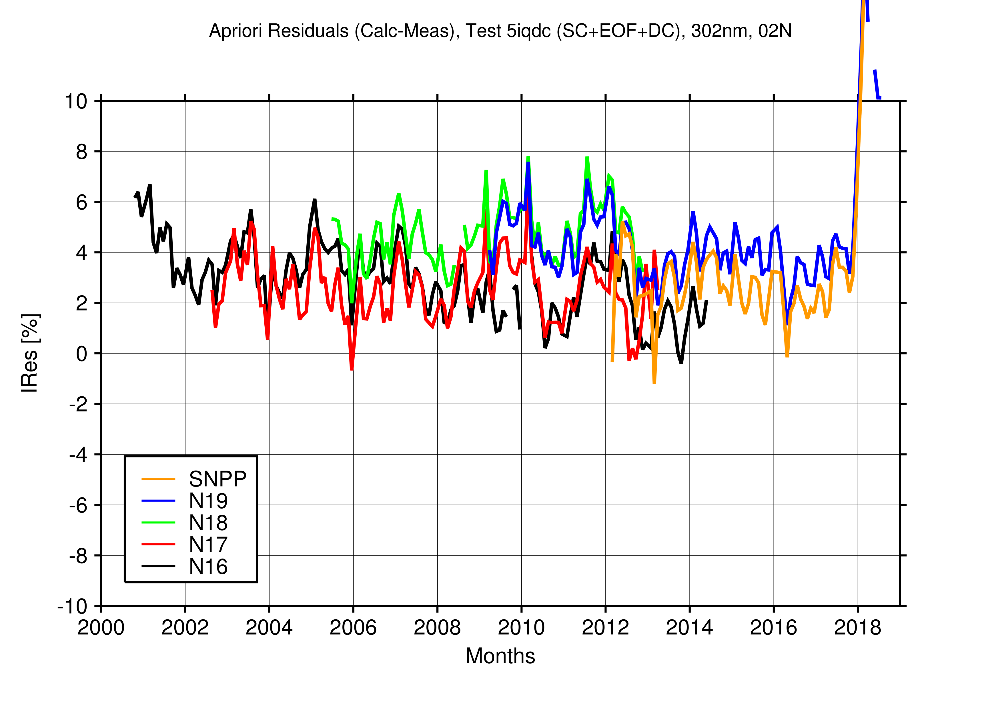 Apriori Residuals (Calc-Meas), Test 5iqdc (SC+EOF+DC), 302nm, 02N
10
8
6
4
2
0
-2
-4
-6
-8
-10
IRes [%]
SNPP
N19
N18
N17
N16
2000 2002 2004 2006 2008 2010 2012 2014 2016 2018
Months